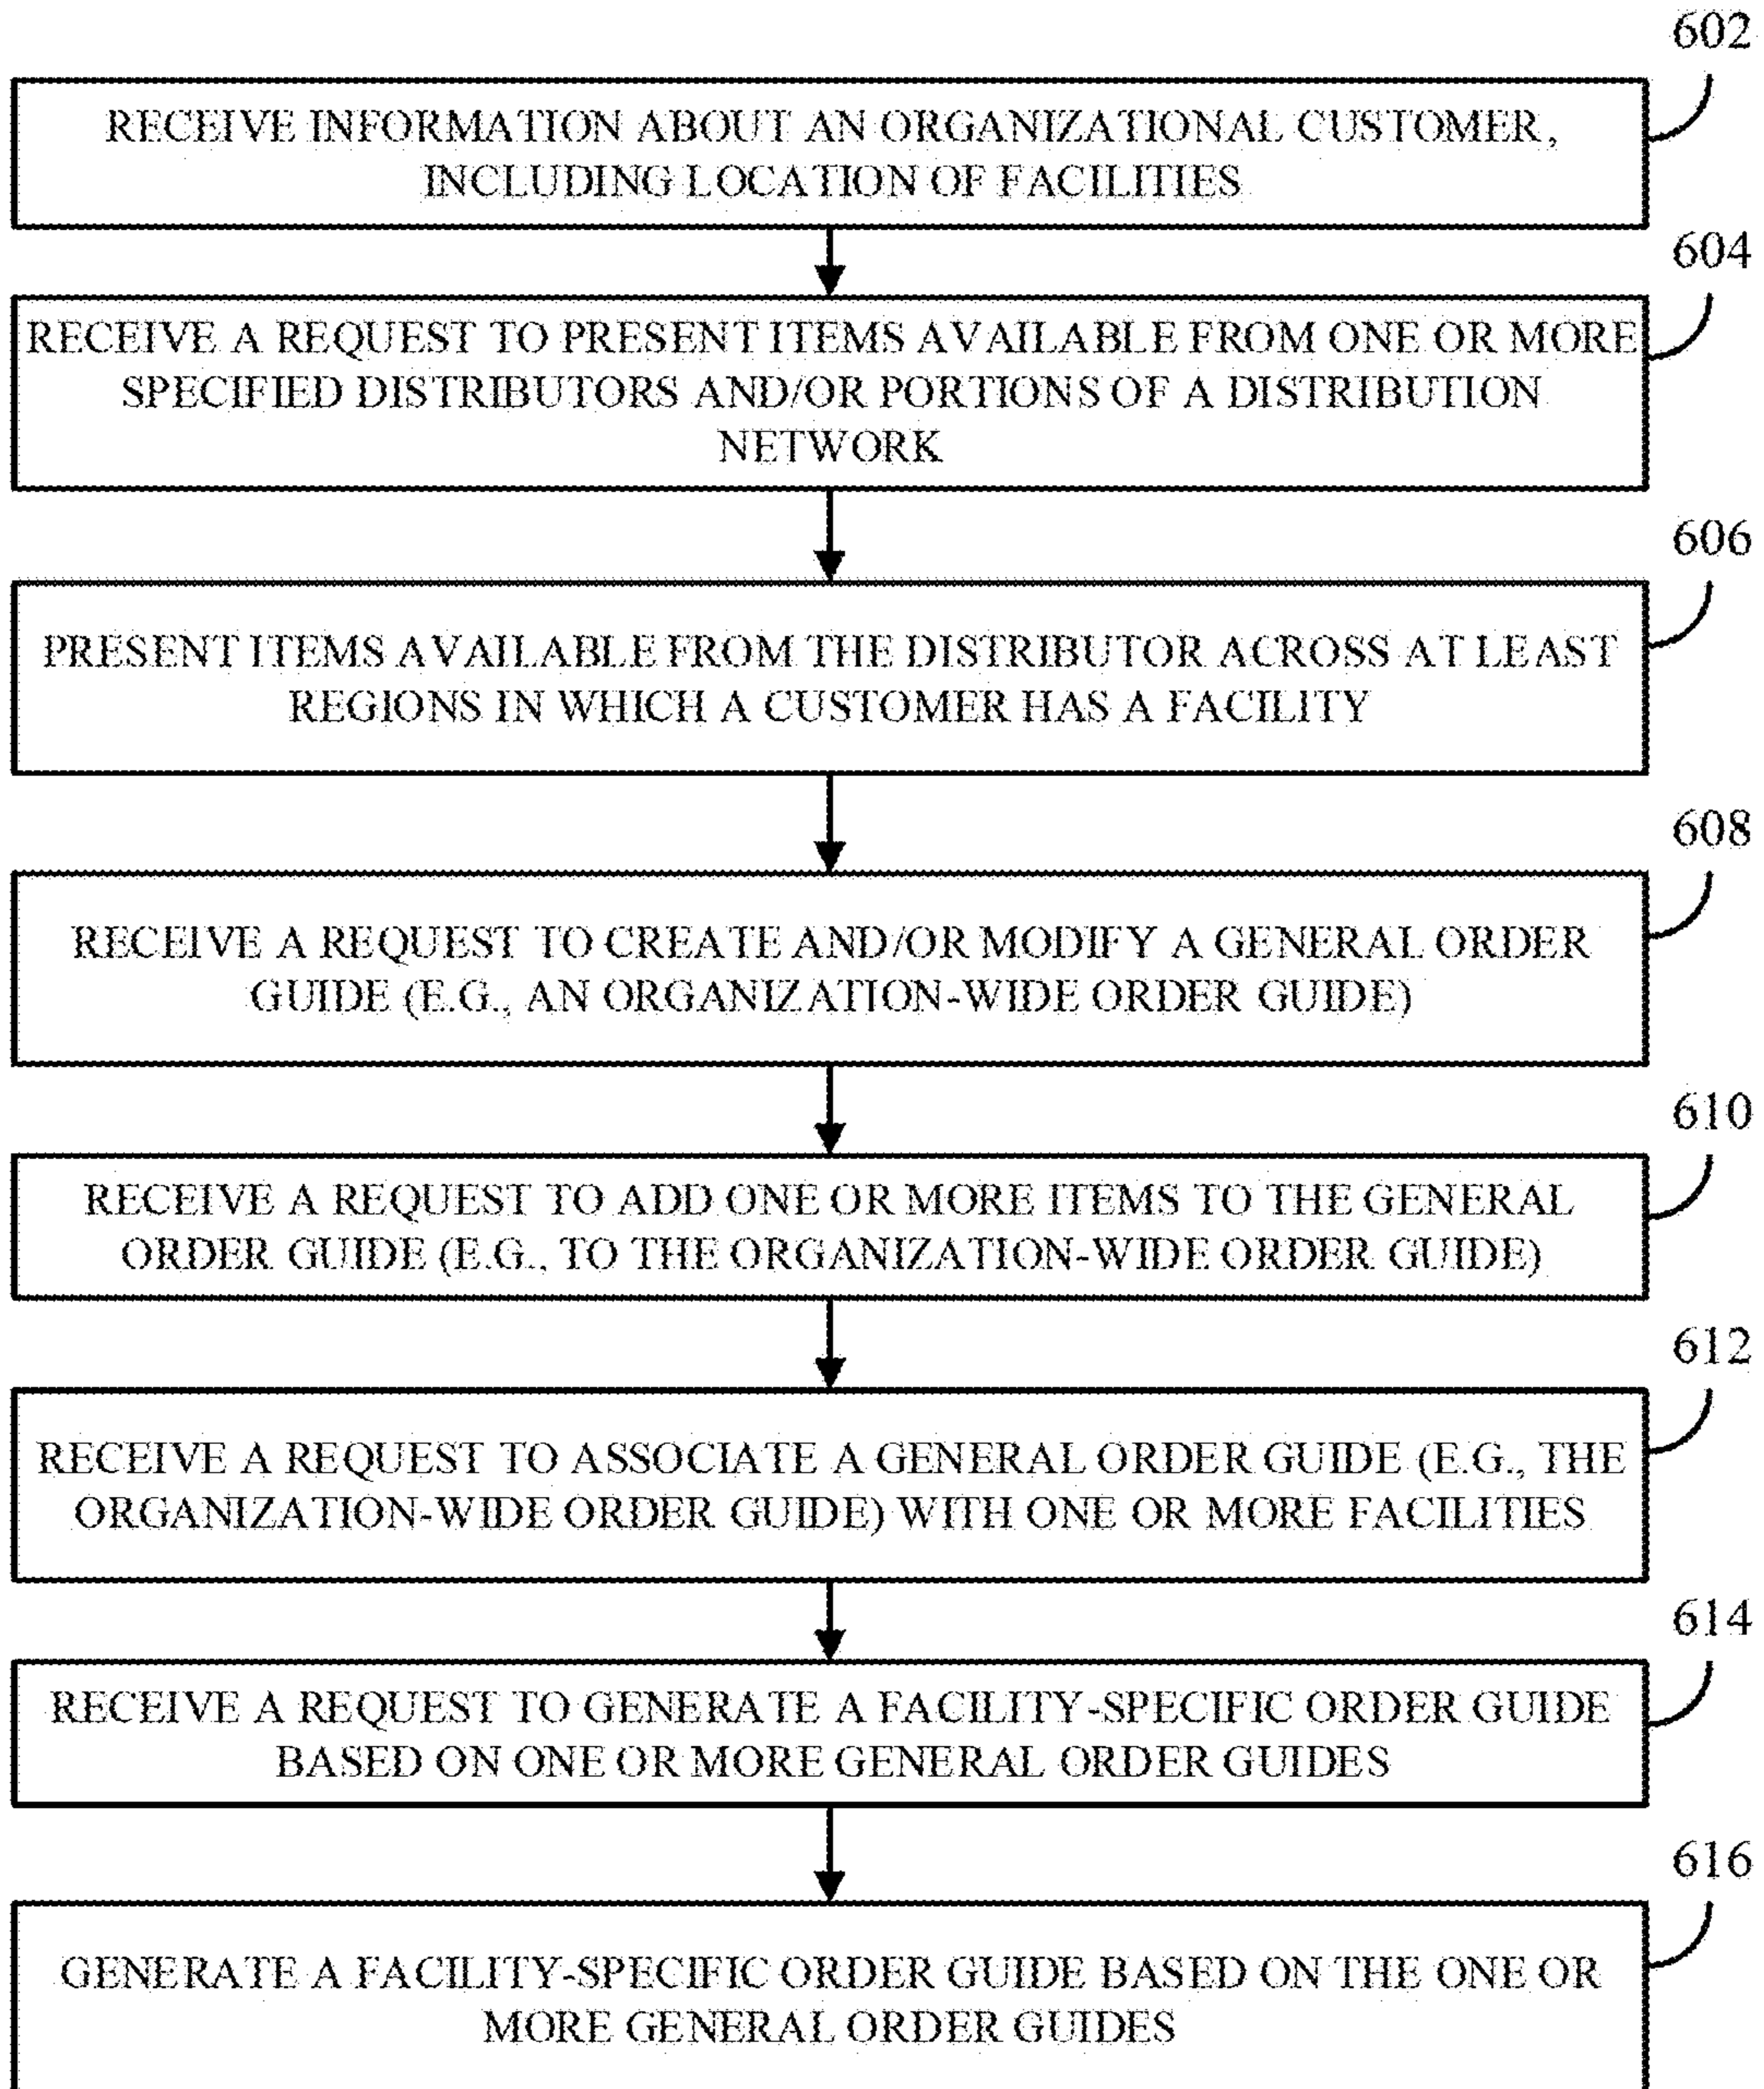 602
RECEIVE INFORMATION ABOUT AN ORGANIZATIONAL CUSTOMER,
INCLUDING LOCATION OF FACILITIES
604
RECEIVE A REQUEST TO PRESENT ITEMS AVAILABLE FROM ONE OR MORE
SPECIFIED DISTRIBUTORS AND/OR PORTIONS OF A DISTRIBUTION
NETWORK
606
PRESENT ITEMS AVAILABLE FROM THE DISTRIBUTOR ACROSS AT LEAST
REGIONS IN WHICH A CUSTOMER HAS A FACILITY
608
RECEIVE A REQUEST TO CREATE AND/OR MODIFY A GENERAL ORDER
GUIDE (E.G., AN ORGANIZATION-WIDE ORDER GUIDE)
610
RECEIVE A REQUEST TO ADD ONE OR MORE ITEMS TO THE GENERAL
ORDER GUIDE (E.G., TO THE ORGANIZATION-WIDE ORDER GUIDE)
612
RECEIVE A REQUEST TO ASSOCIATE A GENERAL ORDER GUIDE (E.G., THE
ORGANIZATION-WIDE ORDER GUIDE) WITH ONE OR MORE FACILITIES
614
RECEIVE A REQUEST TO GENERATE A FACILITY-SPECIFIC ORDER GUIDE
BASED ON ONE OR MORE GENERAL ORDER GUIDES
616
GENERATE A FACILITY-SPECIFIC ORDER GUIDE BASED ON THE ONE OR
MORE GENERAL ORDER GUIDES